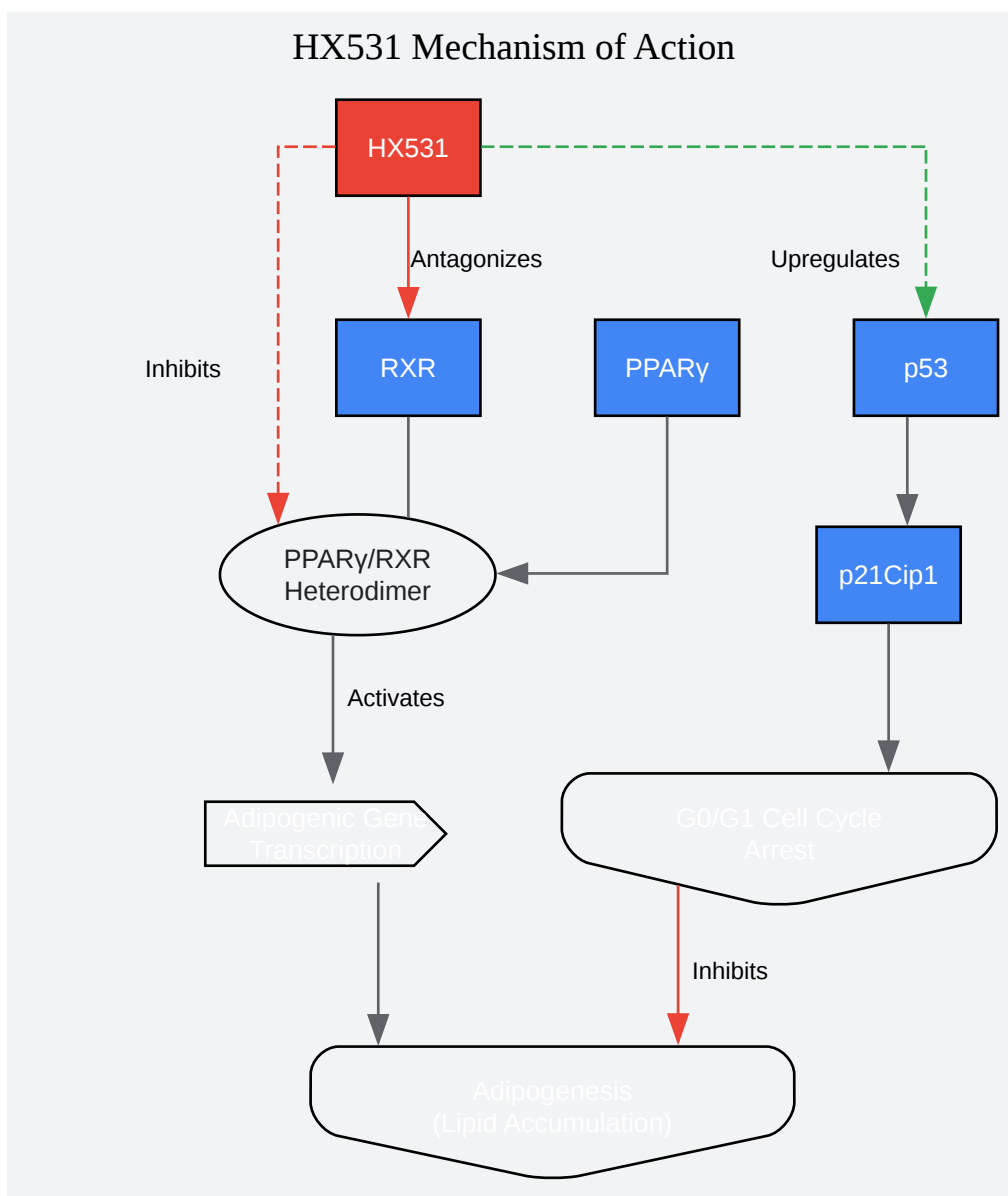 HX531 Mechanism of Action
HX531
Antagonizes
Upregulates
Inhibits
RXR
PPARγ
p53
PPARγ/RXR
Heterodimer
p21Cip1
Activates
Adipogenic Gene
Transcription
G0/G1 Cell Cycle
Arrest
Inhibits
Adipogenesis
(Lipid Accumulation)